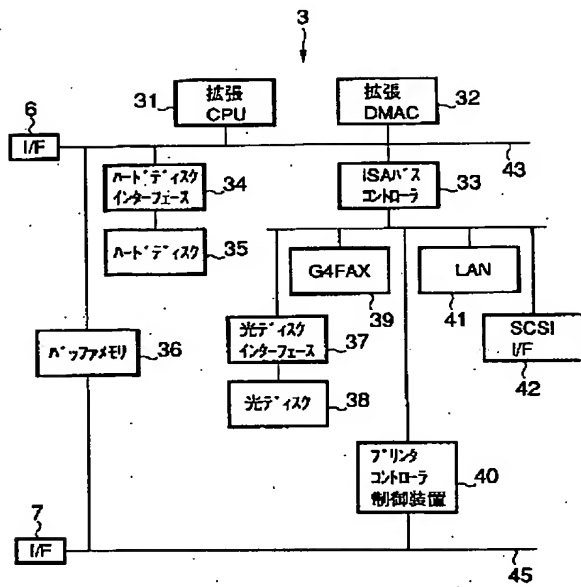 3
31
拡張
CPU
拡張
DMAC
32
6
I/F
43
ハードディスク
インターフェース
34
ISAバス
コントローラ
33
ハードディスク
35
G4FAX
39
LAN
41
SCSI
I/F
42
バッファメモリ
36
光ディスク
インターフェース
37
光ディスク
38
プリンタ
コントローラ
制御装置
40
7
I/F
45